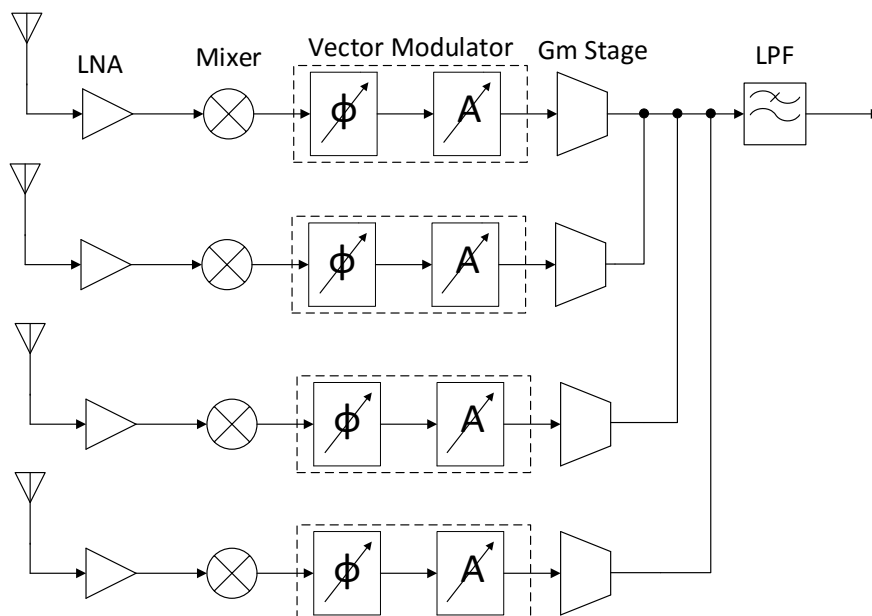 LNA
Mixer
Vector Modulator
Gm Stage
LPF
ϕ A
ϕ A
ϕ A
ϕ A